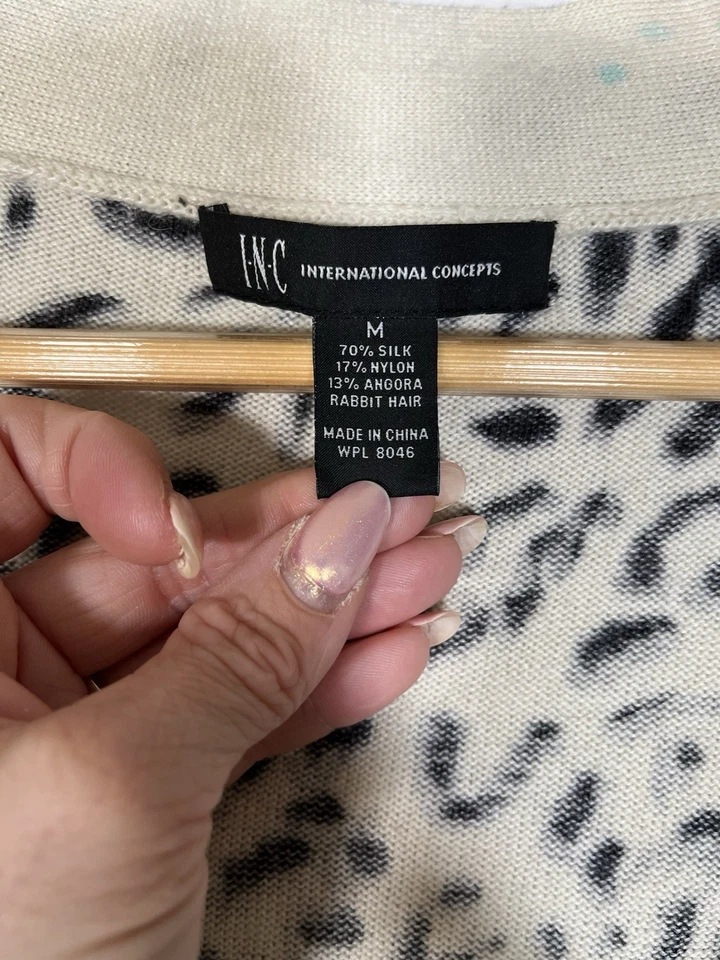 I·N·C INTERNATIONAL CONCEPTS
M
70% SILK
17% NYLON
13% ANGORA
RABBIT HAIR
MADE IN CHINA
WPL 8046